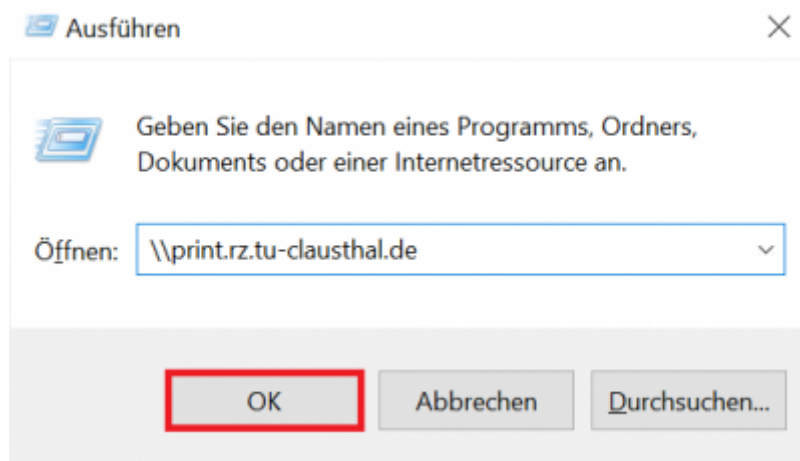 Ausführen
Geben Sie den Namen eines Programms, Ordners,
Dokuments oder einer Internetressource an.
Öffnen: \\print.rz.tu-clausthal.de
OK Abbrechen Durchsuchen...